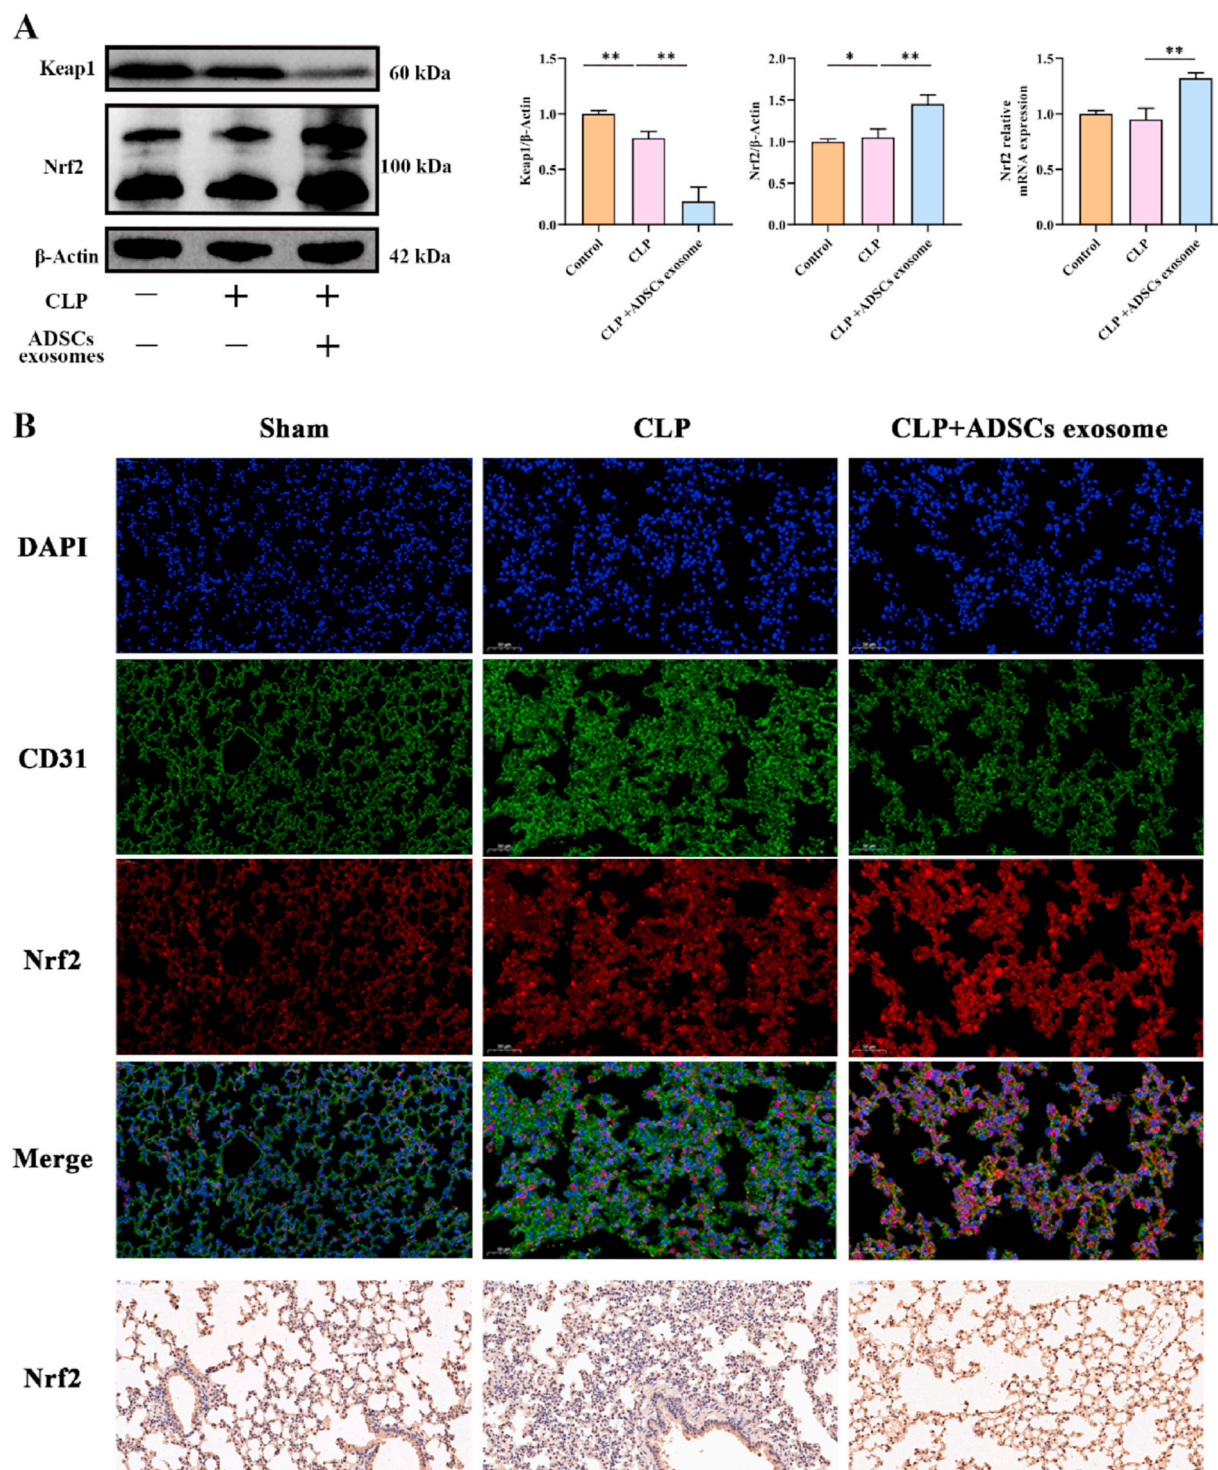 A
Keap1
60 kDa
Nrf2
100 kDa
β-Actin
42 kDa
CLP
— + +
ADSCs
exosomes
— — +
Keap1/β-Actin
1.5
1.0
0.5
0.0
** **
Control
CLP
CLP +ADSCs exosome
Nrf2/β-Actin
2.0
1.5
1.0
0.5
0.0
* **
Control
CLP
CLP +ADSCs exosome
Nrf2 relative
mRNA expression
1.5
1.0
0.5
0.0
**
Control
CLP
CLP +ADSCs exosome
B
Sham CLP CLP+ADSCs exosome
DAPI
CD31
Nrf2
Merge
Nrf2